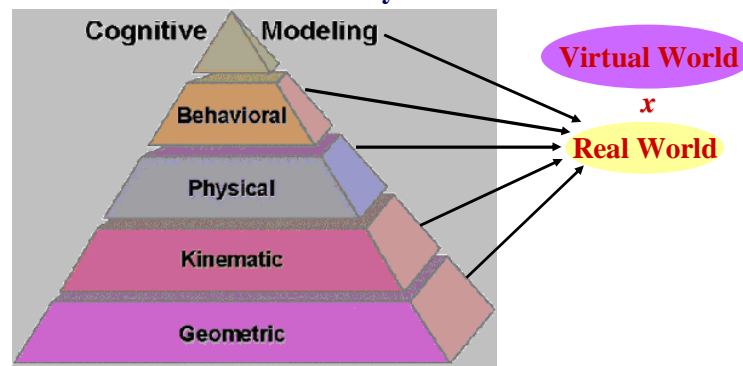 Cognitive Modeling
Virtual World
x
Real World
Behavioral
Physical
Kinematic
Geometric